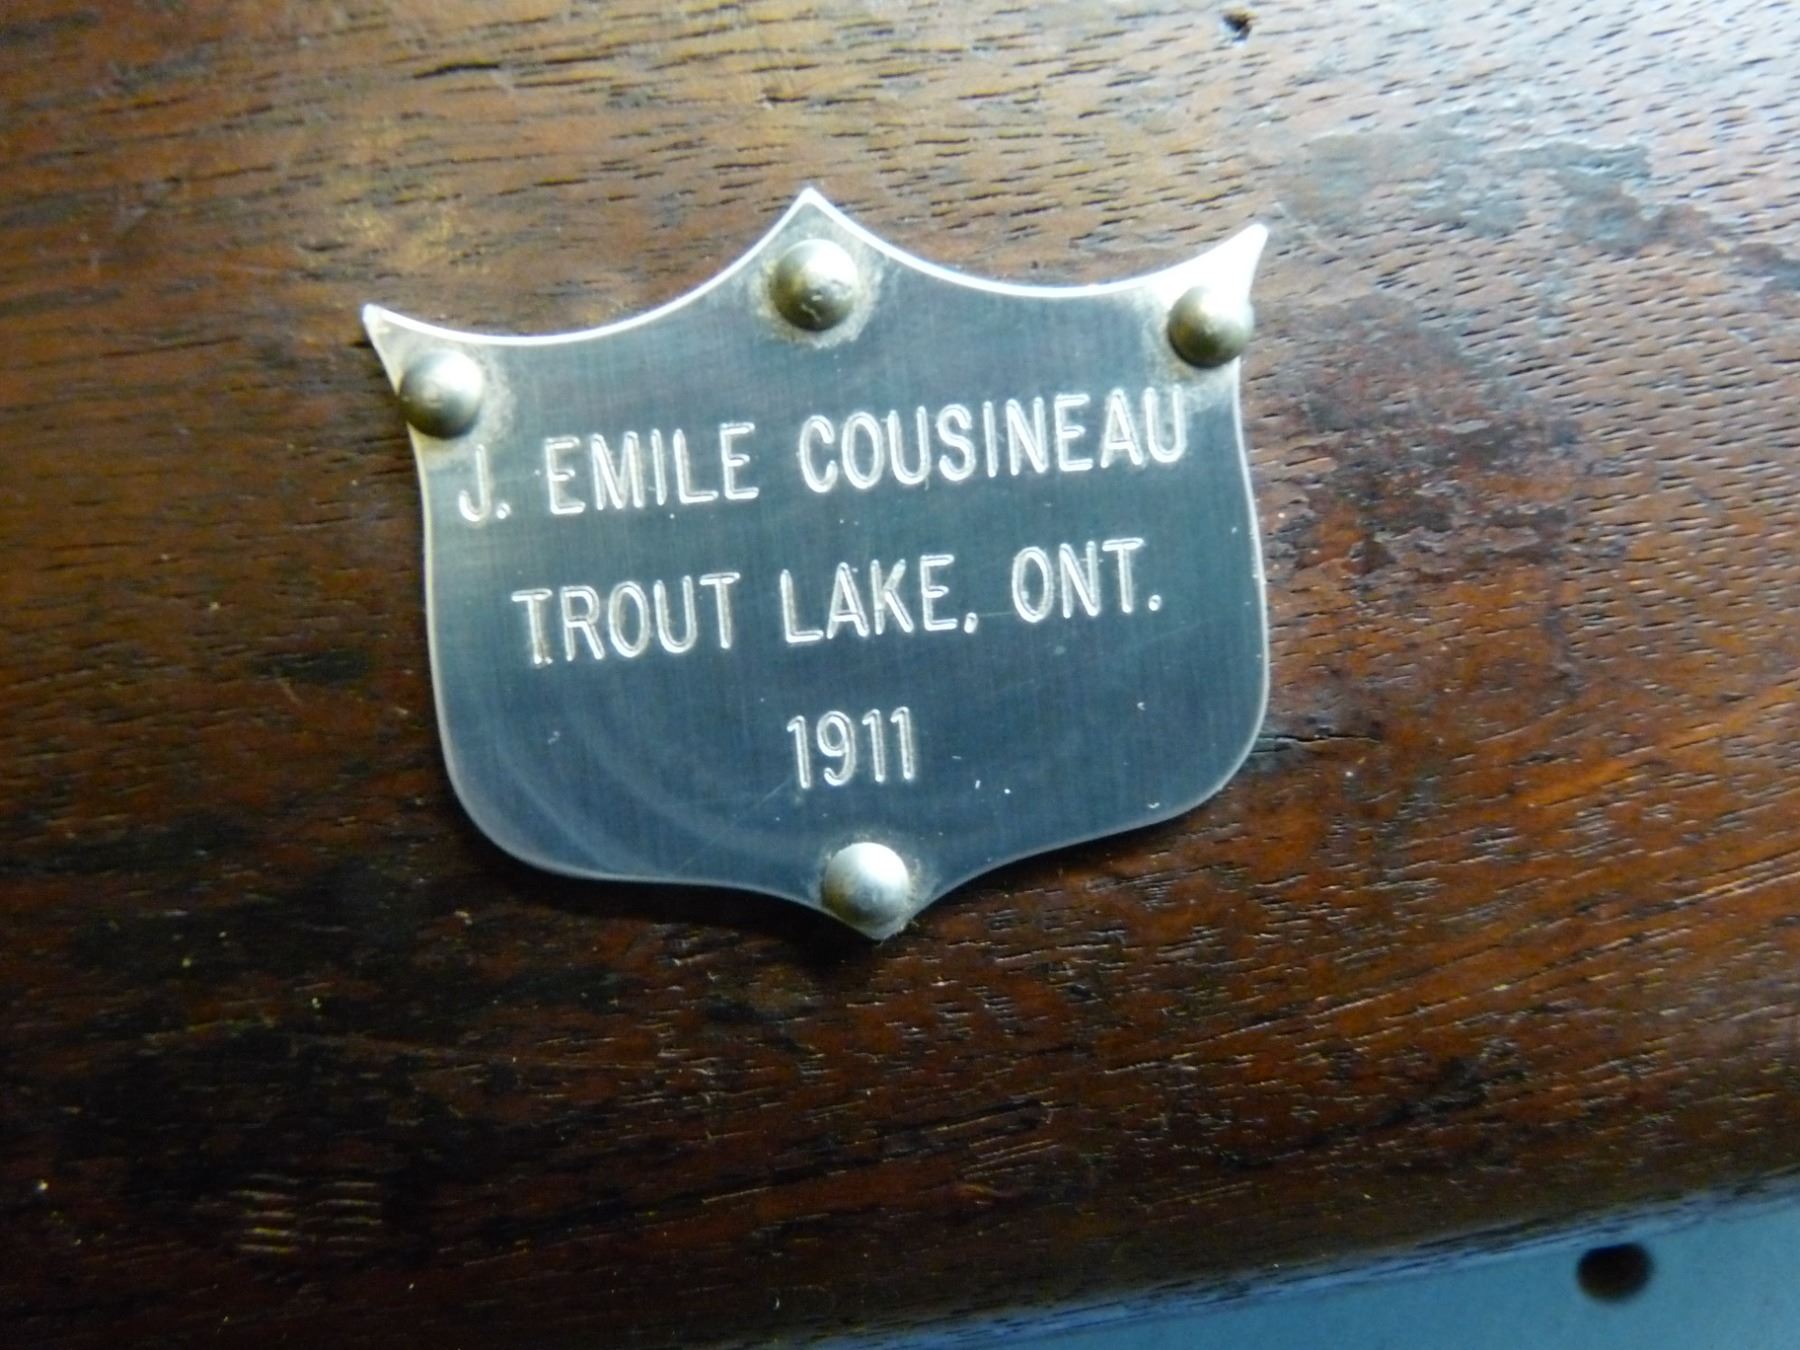 J. EMILE COUSINEAU
TROUT LAKE, ONT.
1911